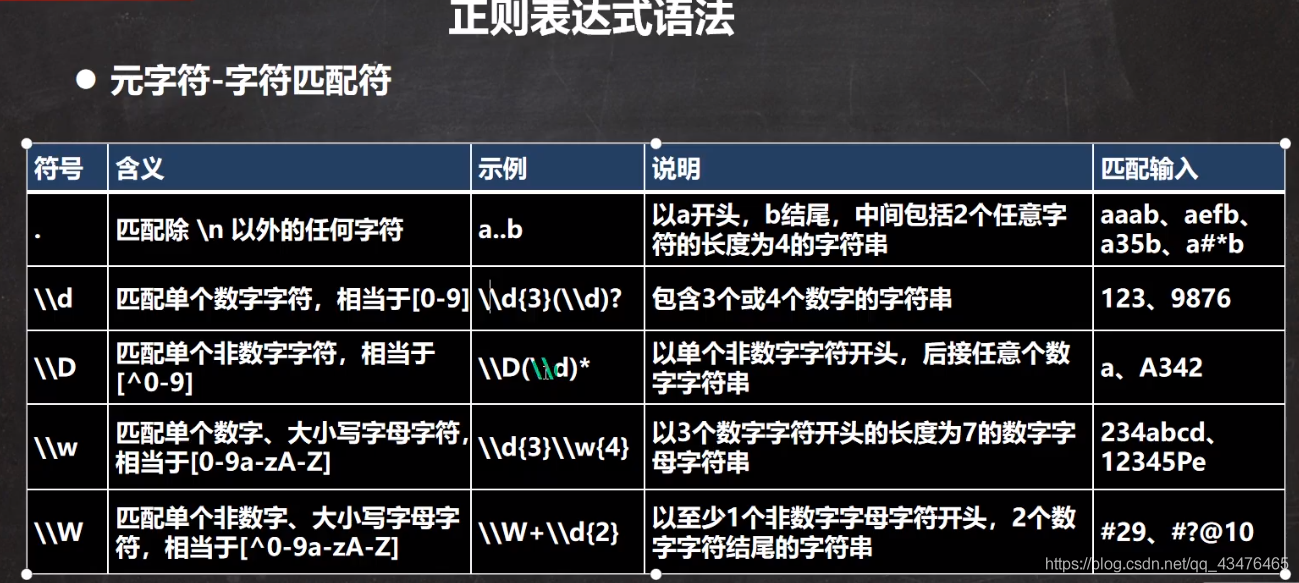 正则表达式语法
● 元字符-字符匹配符
符号 含义 示例 说明 匹配输入
. 匹配除 \n 以外的任何字符 a..b 以a开头，b结尾，中间包括2个任意字 aaab、aefb、
符的长度为4的字符串 a35b、a#*b
\\d 匹配单个数字字符，相当于[0-9] \\d{3}(\\d)? 包含3个或4个数字的字符串 123、9876
\\D 匹配单个非数字字符，相当于 \\D(\\d)* 以单个非数字字符开头，后接任意个数 a、A342
[^0-9] 字字符串
\\w 匹配单个数字、大小写字母字符， \\d{3}\\w{4} 以3个数字字符开头的长度为7的数字字 234abcd、
相当于[0-9a-zA-Z] 母字符串 12345Pe
\\W 匹配单个非数字、大小写字母字 \\W+\\d{2} 以至少1个非数字字母字符开头，2个数 #29、#?@10
符，相当于[^0-9a-zA-Z] 字字符结尾的字符串
https://blog.csdn.net/qq_43476465